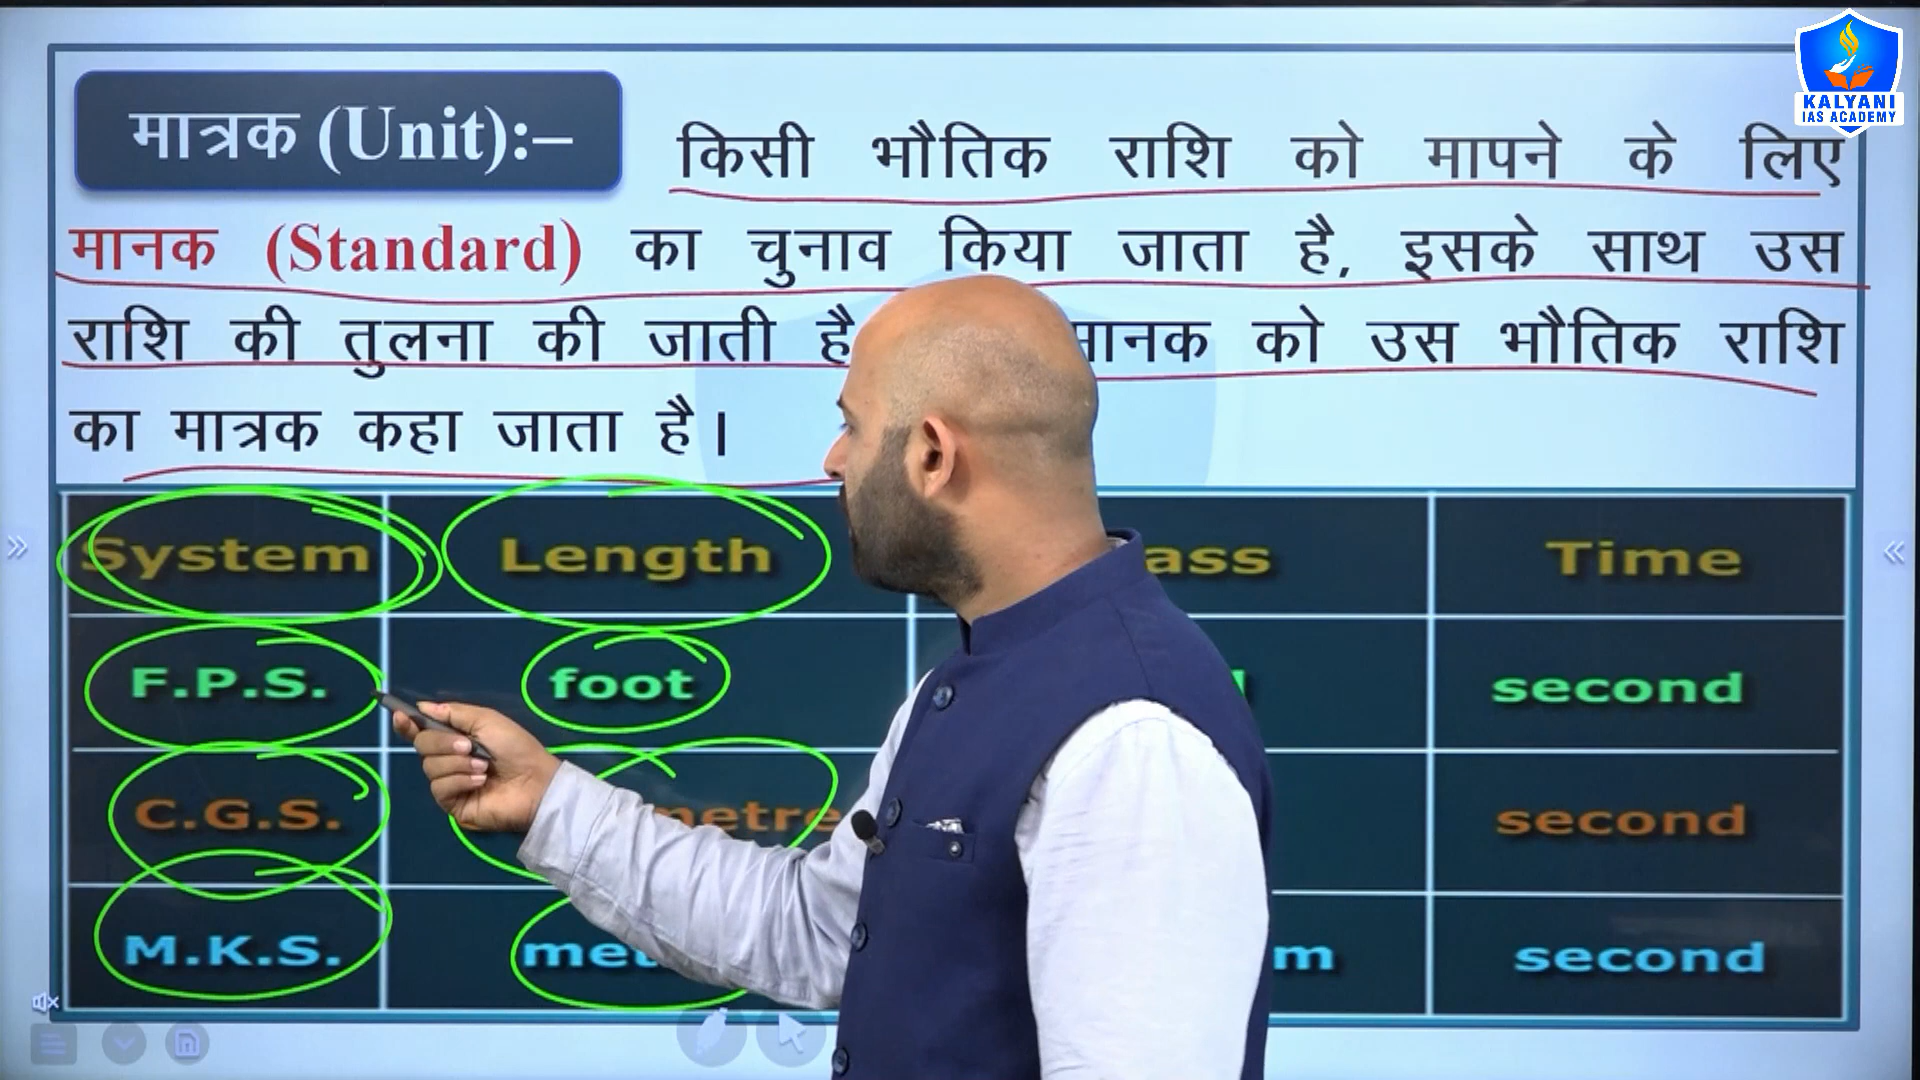 KALYANI
IAS ACADEMY
मात्रक (Unit):– किसी भौतिक राशि को मापने के लिए
मानक (Standard) का चुनाव किया जाता है, इसके साथ उस
राशि की तुलना की जाती है मानक को उस भौतिक राशि
का मात्रक कहा जाता है।
System Length Time
F.P.S. foot second
C.G.S. second
M.K.S. second